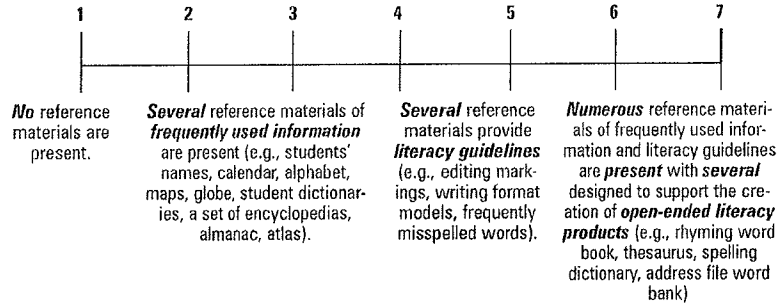 1 2 3 4 5 6 7
No reference
materials are
present.
Several reference materials of
frequently used information
are present (e.g., students'
names, calendar, alphabet,
maps, globe, student dictionar-
ies, a set of encyclopedias,
almanac, atlas).
Several reference
materials provide
literacy guidelines
(e.g., editing mark-
ings, writing format
models, frequently
misspelled words).
Numerous reference materi-
als of frequently used infor-
mation and literacy guidelines
are present with several
designed to support the cre-
ation of open-ended literacy
products (e.g., rhyming word
book, thesaurus, spelling
dictionary, address file word
bank)